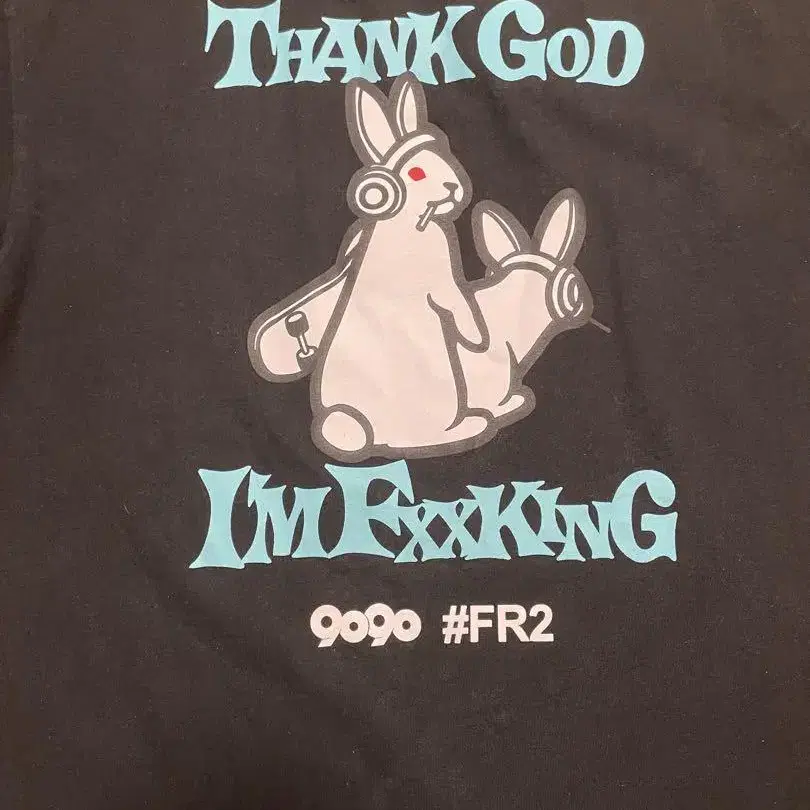 THANK GOD
I'M FXXKING
9090 #FR2